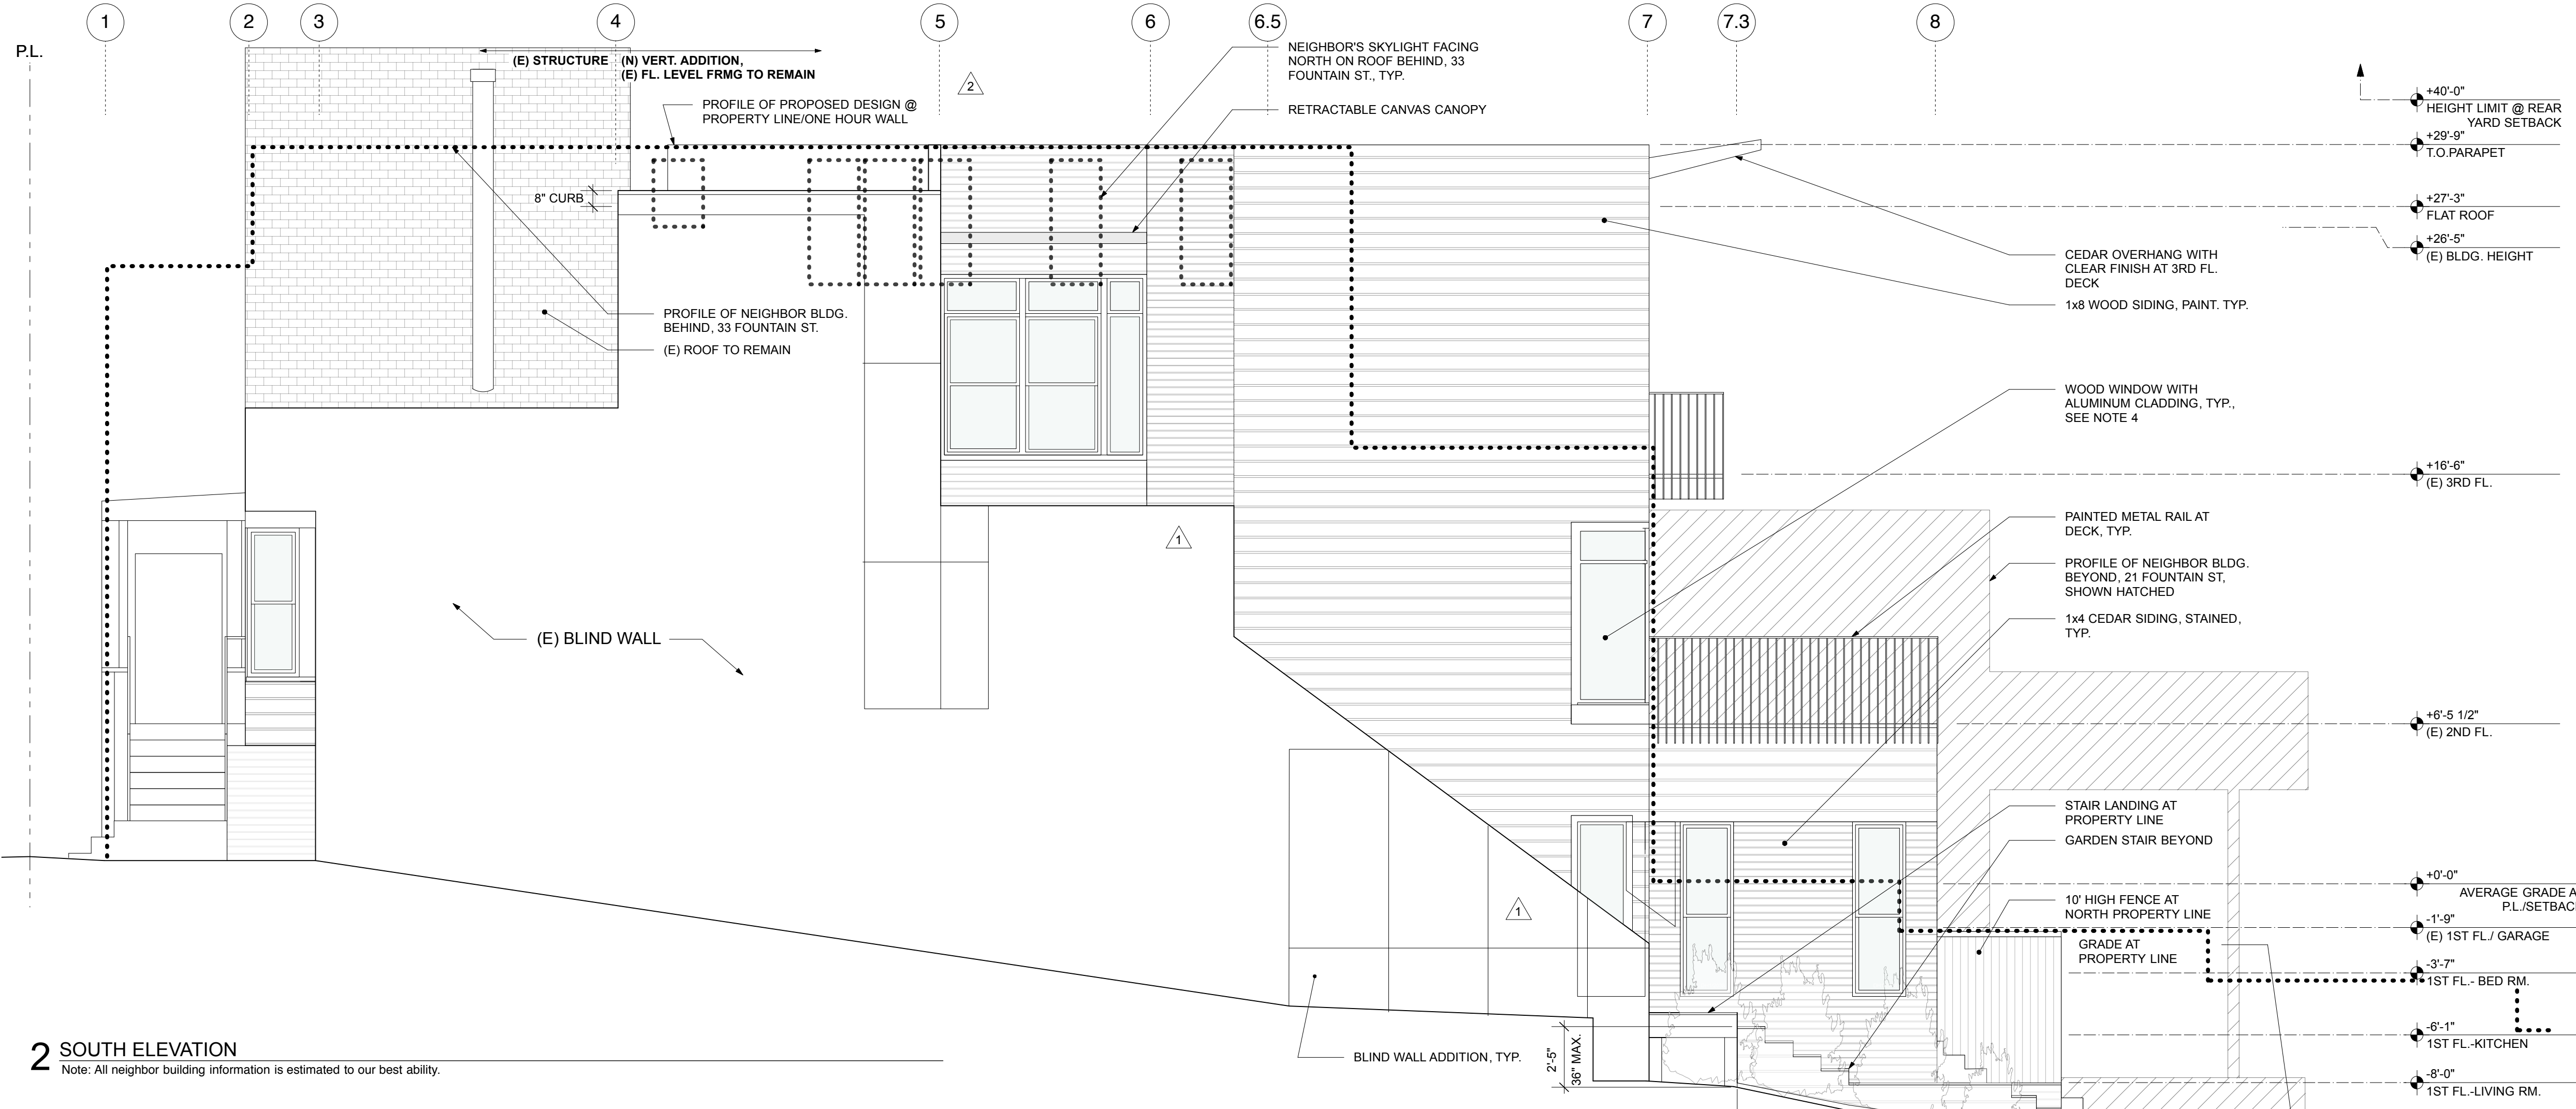 1
2
3
4
5
6
6.5
7
7.3
8
P.L.
(E) STRUCTURE
(N) VERT. ADDITION,
(E) FL. LEVEL FRMG TO REMAIN
PROFILE OF PROPOSED DESIGN @
PROPERTY LINE/ONE HOUR WALL
2
NEIGHBOR'S SKYLIGHT FACING
NORTH ON ROOF BEHIND, 33
FOUNTAIN ST., TYP.
RETRACTABLE CANVAS CANOPY
8" CURB
PROFILE OF NEIGHBOR BLDG.
BEHIND, 33 FOUNTAIN ST.
(E) ROOF TO REMAIN
(E) BLIND WALL
1
1
CEDAR OVERHANG WITH
CLEAR FINISH AT 3RD FL.
DECK
1x8 WOOD SIDING, PAINT. TYP.
WOOD WINDOW WITH
ALUMINUM CLADDING, TYP.,
SEE NOTE 4
PAINTED METAL RAIL AT
DECK, TYP.
PROFILE OF NEIGHBOR BLDG.
BEYOND, 21 FOUNTAIN ST,
SHOWN HATCHED
1x4 CEDAR SIDING, STAINED,
TYP.
STAIR LANDING AT
PROPERTY LINE
GARDEN STAIR BEYOND
10' HIGH FENCE AT
NORTH PROPERTY LINE
GRADE AT
PROPERTY LINE
+40'-0"
HEIGHT LIMIT @ REAR
YARD SETBACK
+29'-9"
T.O.PARAPET
+27'-3"
FLAT ROOF
+26'-5"
(E) BLDG. HEIGHT
+16'-6"
(E) 3RD FL.
+6'-5 1/2"
(E) 2ND FL.
+0'-0"
AVERAGE GRADE
P.L./SETBAC
-1'-9"
(E) 1ST FL./ GARAGE
-3'-7"
1ST FL.- BED RM.
-6'-1"
1ST FL.-KITCHEN
-8'-0"
1ST FL.-LIVING RM.
BLIND WALL ADDITION, TYP.
2'-5"
36" MAX.
2 SOUTH ELEVATION
Note: All neighbor building information is estimated to our best ability.